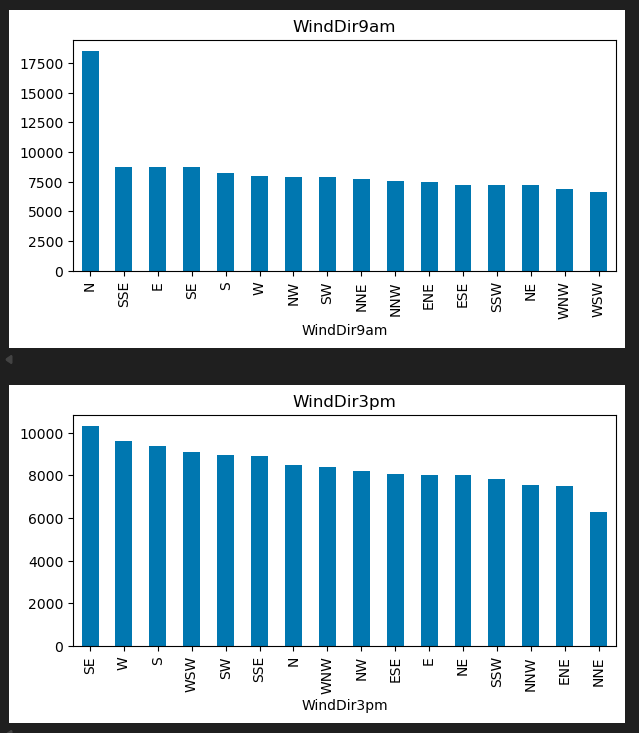 WindDir9am
17500
15000
12500
10000
7500
5000
2500
0
N SSE E SE S W NW SW NNE NNW ENE ESE SSW NE WNW WSW
WindDir9am
WindDir3pm
10000
8000
6000
4000
2000
0
SE W S WSW SW SSE N WNW NW ESE E NE SSW NNW ENE NNE
WindDir3pm